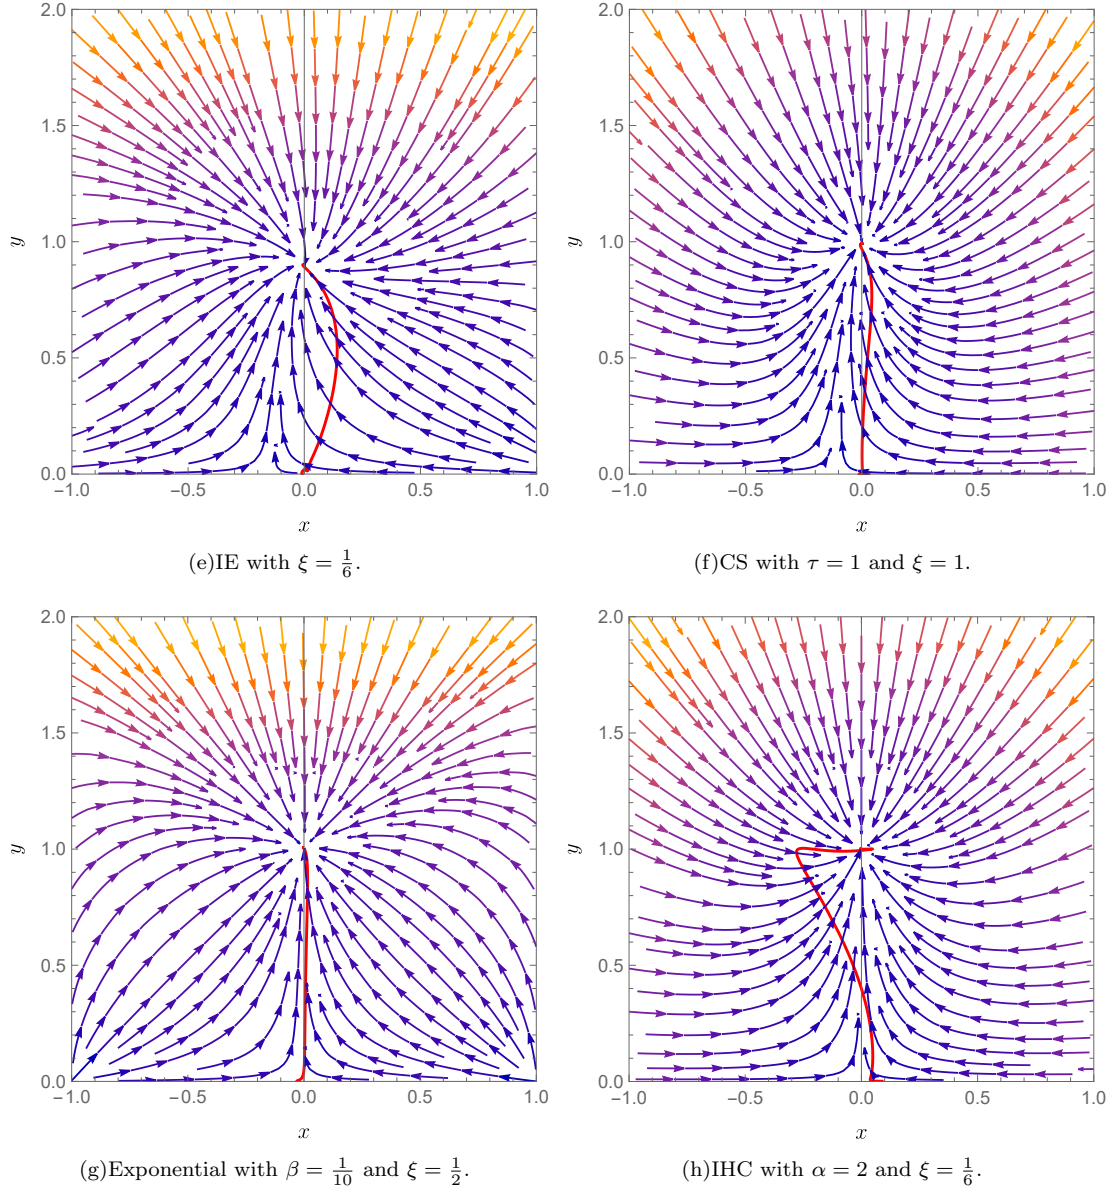 2.0 2.0
1.5 1.5
y 1.0 y 1.0
0.5 0.5
0.0 0.0
−1.0 −0.5 0.0 0.5 1.0 −1.0 −0.5 0.0 0.5 1.0
x x
(e)IE with ξ = 1/6. (f)CS with τ = 1 and ξ = 1.
2.0 2.0
1.5 1.5
y 1.0 y 1.0
0.5 0.5
0.0 0.0
−1.0 −0.5 0.0 0.5 1.0 −1.0 −0.5 0.0 0.5 1.0
x x
(g)Exponential with β = 1/10 and ξ = 1/2. (h)IHC with α = 2 and ξ = 1/6.